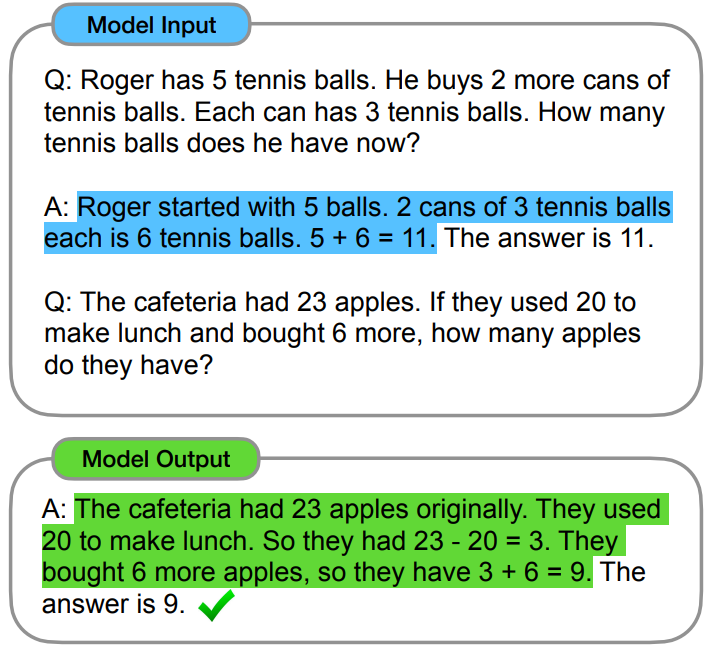 Model Input
Q: Roger has 5 tennis balls. He buys 2 more cans of
tennis balls. Each can has 3 tennis balls. How many
tennis balls does he have now?
A: Roger started with 5 balls. 2 cans of 3 tennis balls
each is 6 tennis balls. 5 + 6 = 11. The answer is 11.
Q: The cafeteria had 23 apples. If they used 20 to
make lunch and bought 6 more, how many apples
do they have?
Model Output
A: The cafeteria had 23 apples originally. They used
20 to make lunch. So they had 23 - 20 = 3. They
bought 6 more apples, so they have 3 + 6 = 9. The
answer is 9.